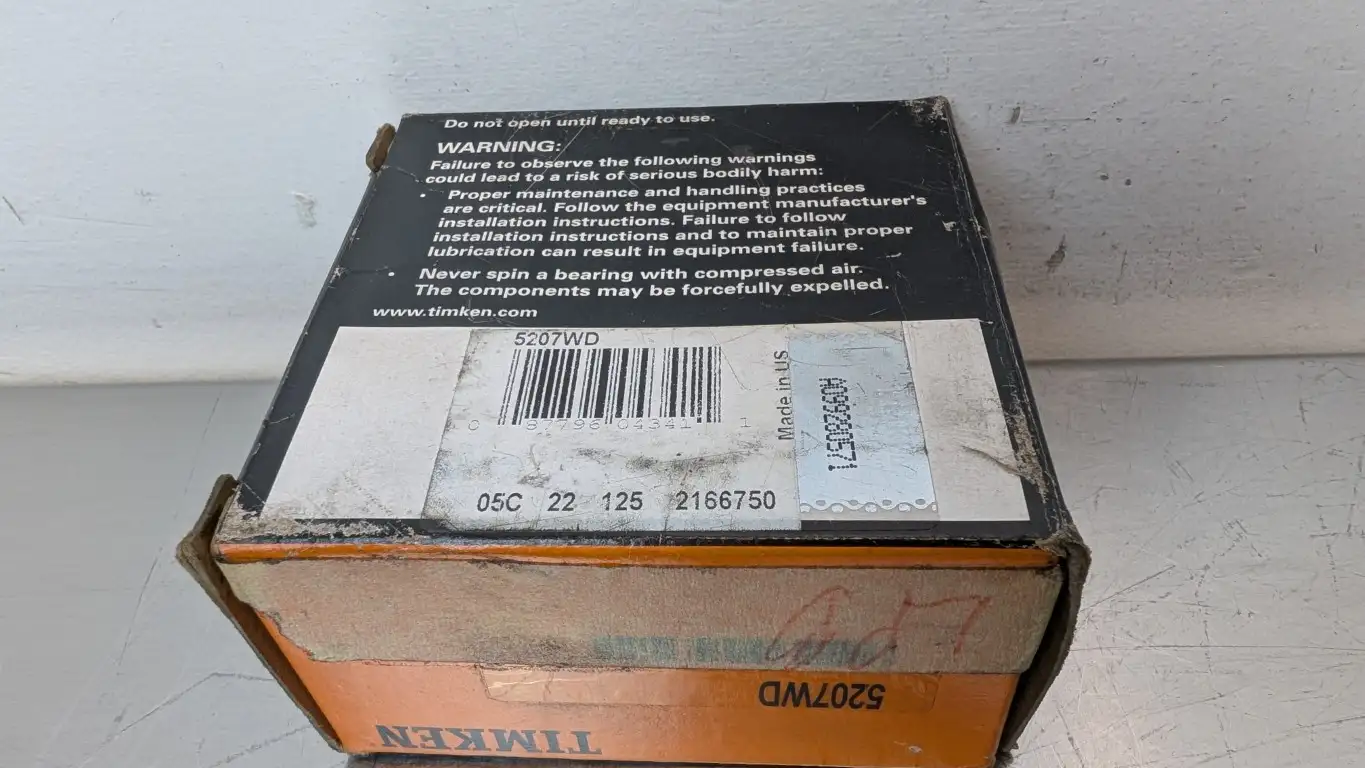 Do not open until ready to use.
WARNING:
Failure to observe the following warnings
could lead to a risk of serious bodily harm:
• Proper maintenance and handling practices
are critical. Follow the equipment manufacturer's
installation instructions. Failure to follow
installation instructions and to maintain proper
lubrication can result in equipment failure.
• Never spin a bearing with compressed air.
The components may be forcefully expelled.
www.timken.com
5207WD
0 87796 04341 1
Made in US
A099280571
05C 22 125 2166750
5207WD
TIMKEN